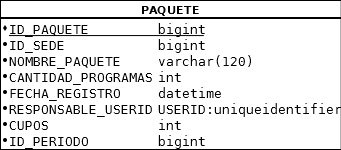 PAQUETE
•ID_PAQUETE bigint
•ID_SEDE bigint
•NOMBRE_PAQUETE varchar(120)
•CANTIDAD_PROGRAMAS int
•FECHA_REGISTRO datetime
•RESPONSABLE_USERID USERID:uniqueidentifier
•CUPOS int
•ID_PERIODO bigint